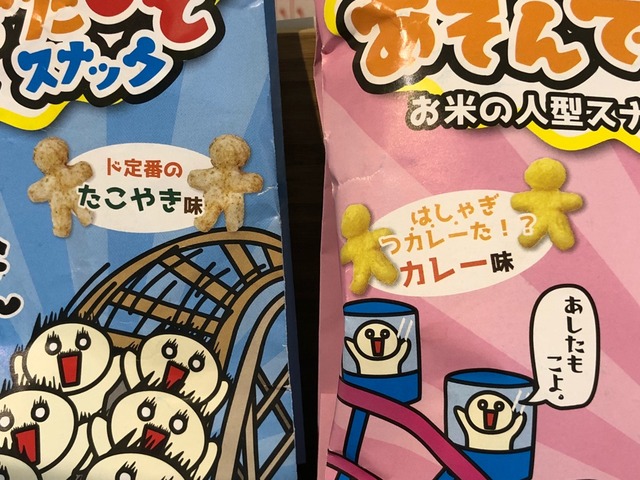 スナック
ド定番の
たこやき味
あそんで
お米の人型スナ
はしゃぎ
つカレーた！？
カレー味
あしたも
こよ。